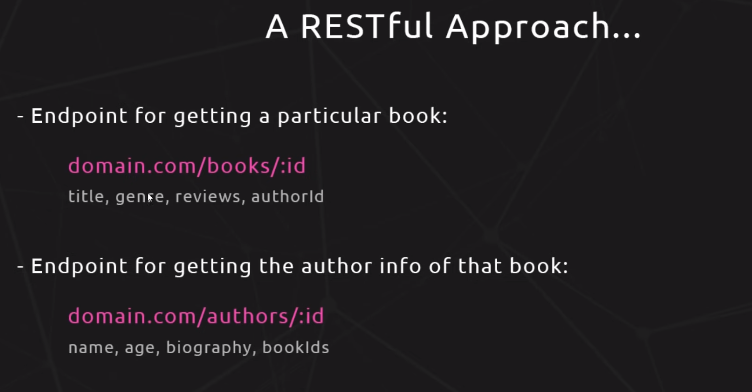 A RESTful Approach...
- Endpoint for getting a particular book:
domain.com/books/:id
title, genre, reviews, authorId
- Endpoint for getting the author info of that book:
domain.com/authors/:id
name, age, biography, bookIds